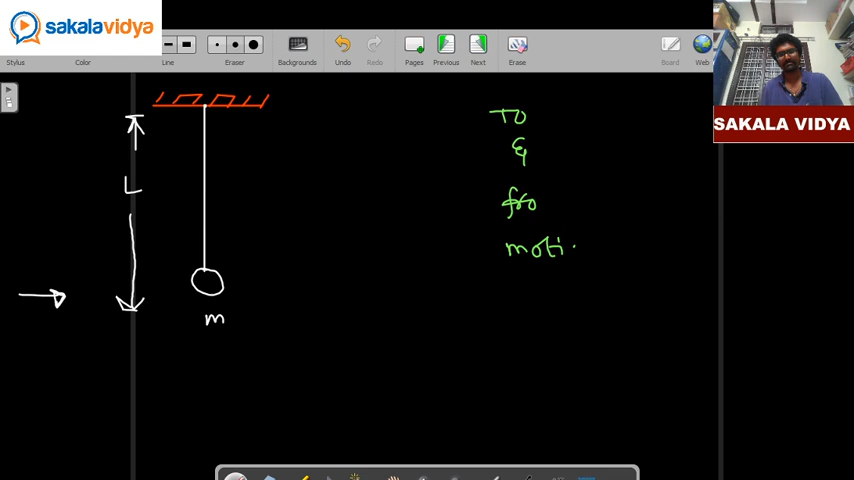 sakalavidya
Stylus
Color
Line
Eraser
Backgrounds
Undo
Redo
Pages
Previous
Next
Erase
Board
Web
SAKALA VIDYA
L
m
To
&
fro
moti